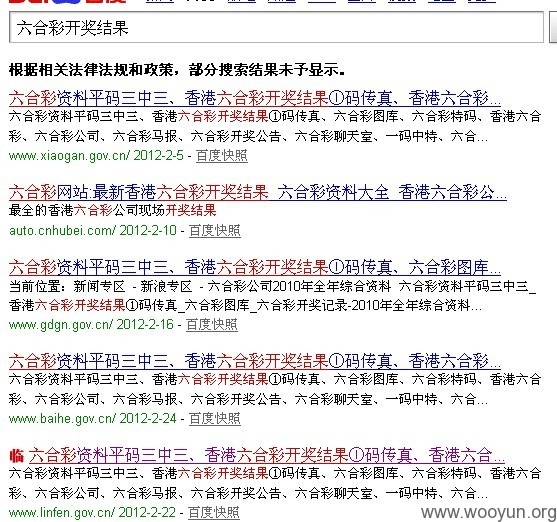 六合彩开奖结果
根据相关法律法规和政策，部分搜索结果未予显示。
六合彩资料平码三中三、香港六合彩开奖结果①码传真、香港六合彩...
六合彩资料平码三中三、香港六合彩开奖结果①码传真、六合彩图库、六合彩特码、香港六合
彩、六合彩公司、六合彩马报、六合彩开奖公告、六合彩聊天室、一码中特、六合...
www.xiaogan.gov.cn/ 2012-2-5 - 百度快照
六合彩网站:最新香港六合彩开奖结果_六合彩资料大全_香港六合彩公...
最全的香港六合彩公司现场开奖结果
auto.cnhubei.com/ 2012-2-10 - 百度快照
六合彩资料平码三中三、香港六合彩开奖结果①码传真、六合彩图库...
当前位置：新闻专区 - 新浪专区 - 六合彩公司2010年全年综合资料 六合彩资料平码三中三_
香港六合彩开奖结果①码传真_六合彩图库_六合彩开奖记录-2010年全年综合资料...
www.gdgn.gov.cn/ 2012-2-16 - 百度快照
六合彩资料平码三中三、香港六合彩开奖结果①码传真、香港六合彩...
六合彩资料平码三中三、香港六合彩开奖结果①码传真、六合彩图库、六合彩特码、香港六合
彩、六合彩公司、六合彩马报、六合彩开奖公告、六合彩聊天室、一码中特、六合...
www.baihe.gov.cn/ 2012-2-24 - 百度快照
临 六合彩资料平码三中三、香港六合彩开奖结果①码传真、香港六合...
六合彩资料平码三中三、香港六合彩开奖结果①码传真、六合彩图库、六合彩特码、香港六合
彩、六合彩公司、六合彩马报、六合彩开奖公告、六合彩聊天室、一码中特、六合...
www.linfen.gov.cn/ 2012-2-22 - 百度快照
www.wooyun.org